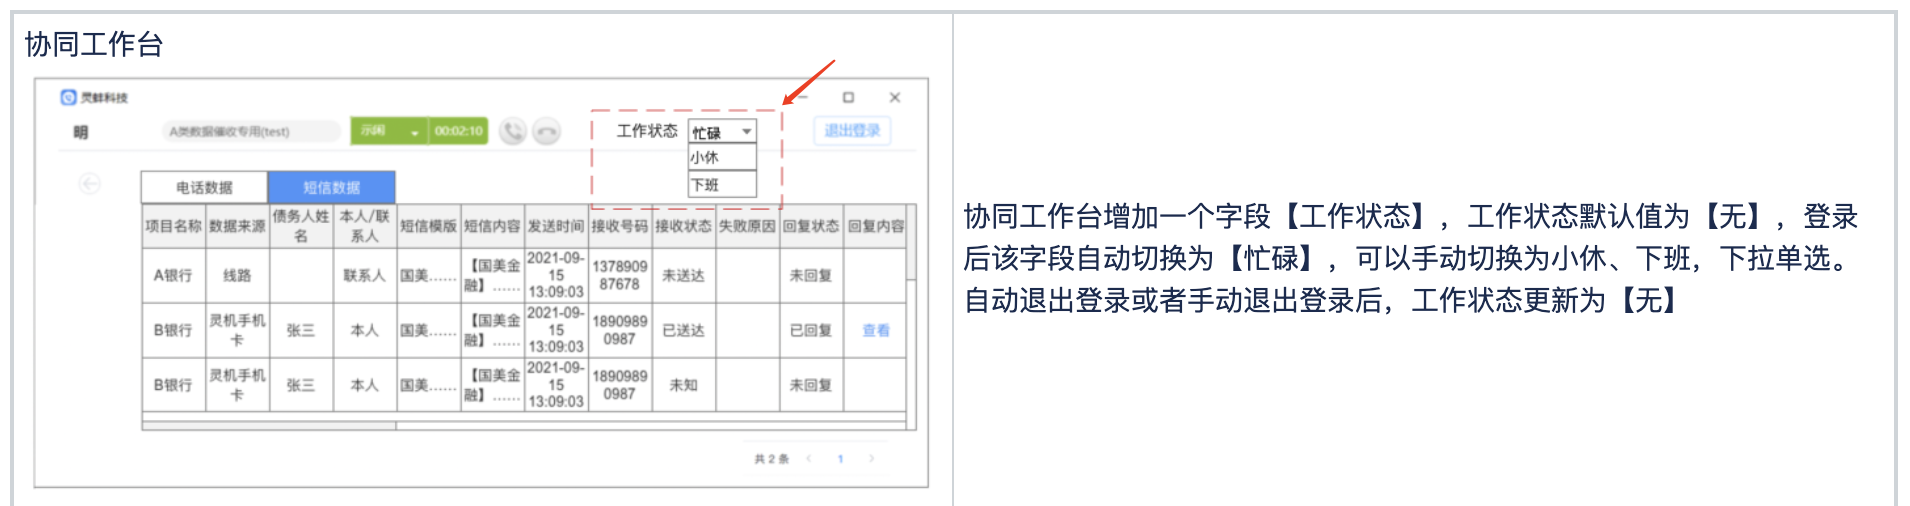 协同工作台
灵蚌科技
明
A类数据催收专用(test)
示闲
00:02:10
工作状态
忙碌
小休
下班
退出登录
电话数据
短信数据
项目名称 数据来源 债务人姓名 本人/联系人 短信模版 短信内容 发送时间 接收号码 接收状态 失败原因 回复状态 回复内容
A银行 线路 联系人 国美...... 【国美金融】...... 2021-09-15 13:09:03 137890987678 未送达 未回复
B银行 灵机手机卡 张三 本人 国美...... 【国美金融】...... 2021-09-15 13:09:03 18909890987 已送达 已回复 查看
B银行 灵机手机卡 张三 本人 国美...... 【国美金融】...... 2021-09-15 13:09:03 18909890987 未知 未回复
共 2 条 1
协同工作台增加一个字段【工作状态】，工作状态默认值为【无】，登录
后该字段自动切换为【忙碌】，可以手动切换为小休、下班，下拉单选。
自动退出登录或者手动退出登录后，工作状态更新为【无】